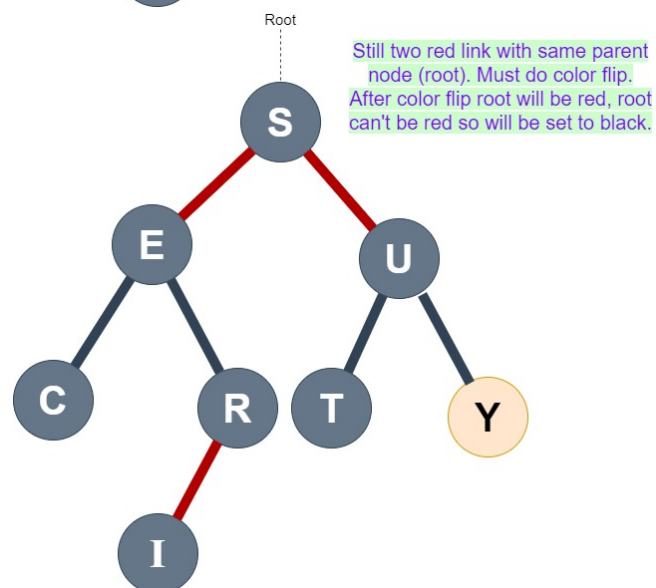 Root
Still two red link with same parent
node (root). Must do color flip.
After color flip root will be red, root
can't be red so will be set to black.
S
E
U
C
R
T
Y
I